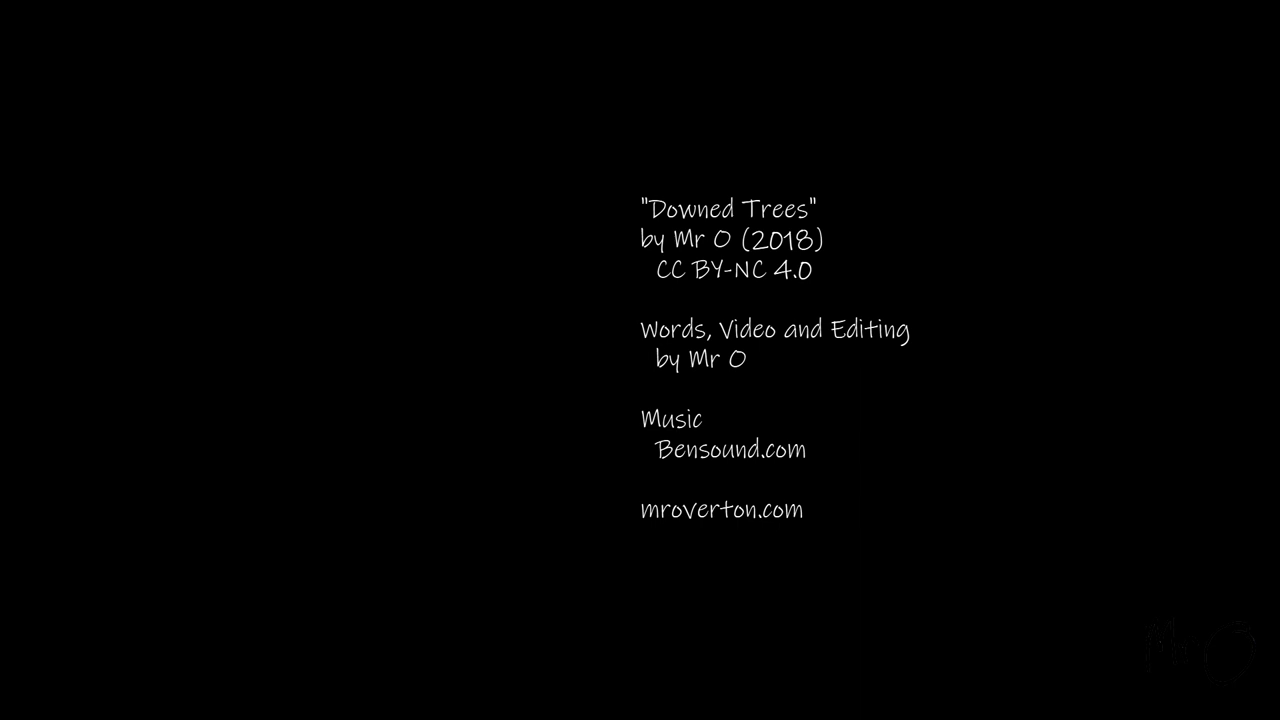 "Downed Trees"
by Mr O (2018)
CC BY-NC 4.0
Words, Video and Editing
by Mr O
Music
Bensound.com
mroverton.com
Mr O